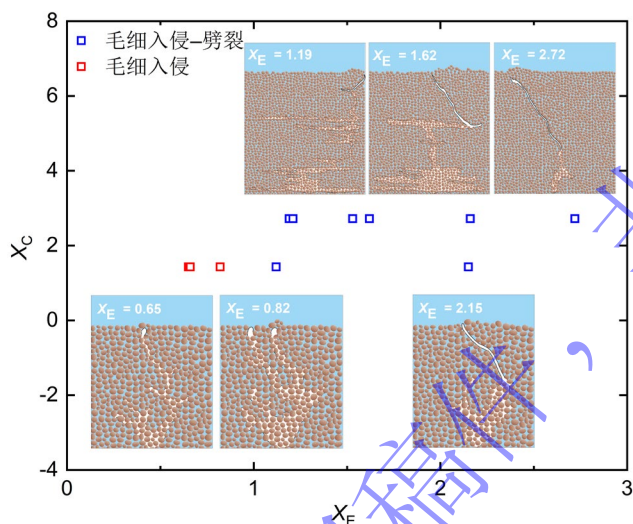 8
6
4
2
0
-2
-4
X_C
毛细入侵–劈裂
毛细入侵
X_E = 1.19
X_E = 1.62
X_E = 2.72
X_E = 0.65
X_E = 0.82
X_E = 2.15
0
1
2
3
X_E
稿件，